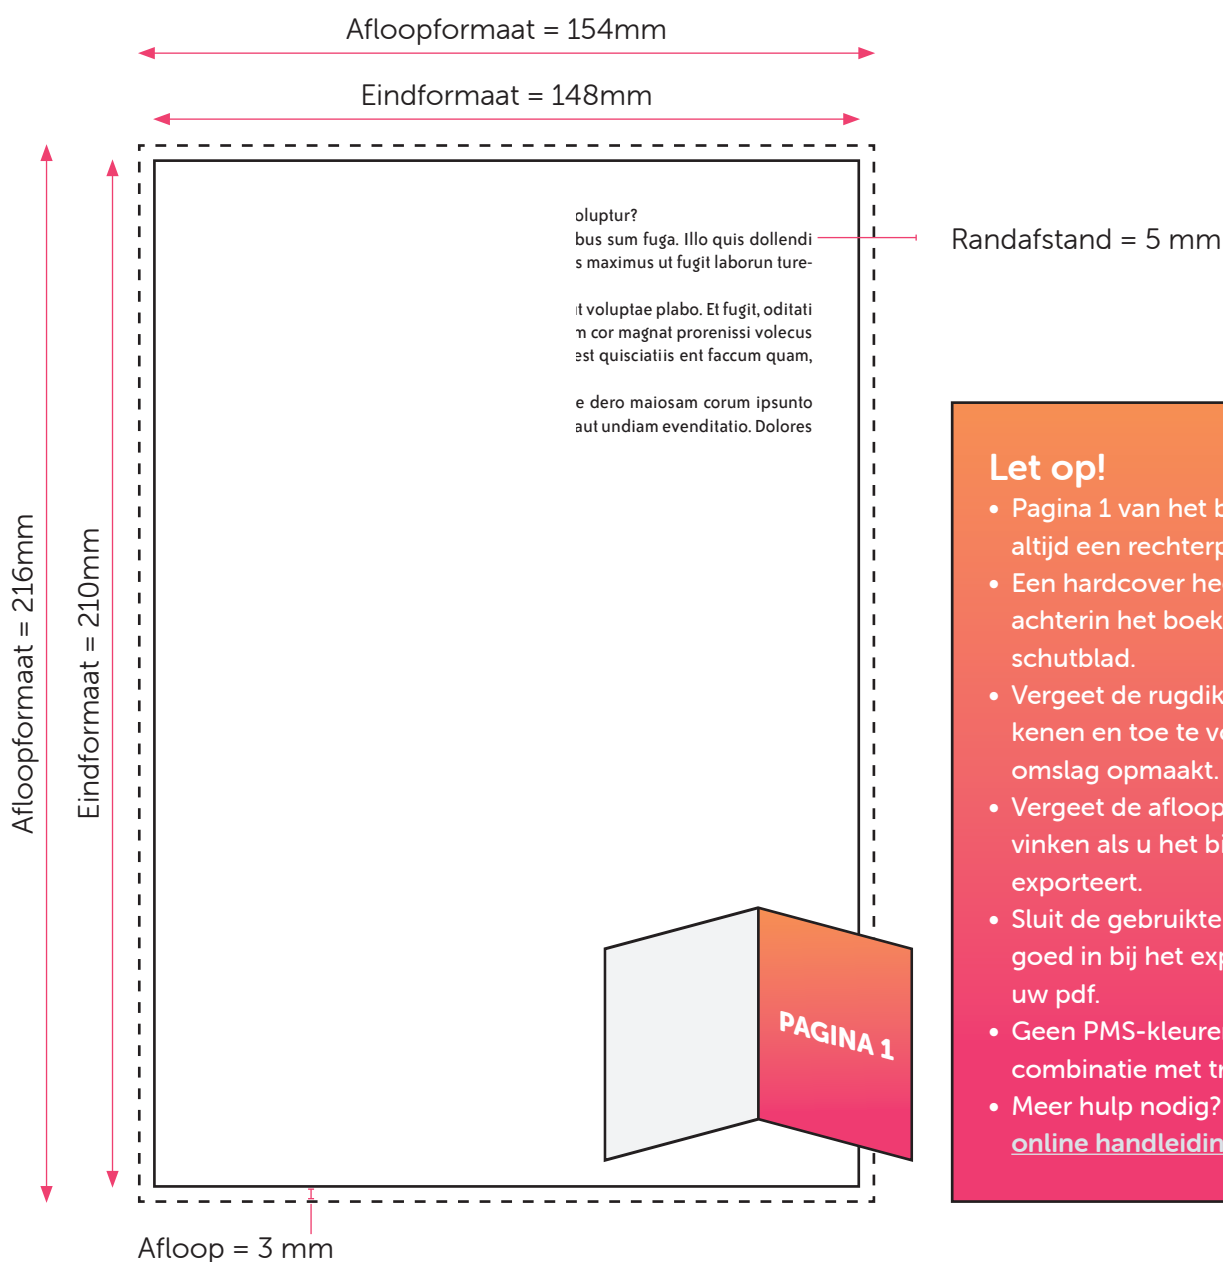 Afloopformaat = 154mm
Eindformaat = 148mm
Afloopformaat = 216mm
Eindformaat = 210mm
oluptur?
bus sum fuga. Illo quis dollendi
s maximus ut fugit laborun ture-
t voluptae plabo. Et fugit, oditati
cor magnat prorenissi volecus
est quisciatiis ent faccum quam,
e dero maiosam corum ipsunto
aut undiam evenditatio. Dolores
Randafstand = 5 mm
Let op!
• Pagina 1 van het b
altijd een rechterp
• Een hardcover he
achterin het boek
schutblad.
• Vergeet de rugdik
kenen en toe te v
omslag opmaakt.
• Vergeet de afloop
vinken als u het bi
exporteert.
• Sluit de gebruikte
goed in bij het exp
uw pdf.
• Geen PMS-kleure
combinatie met tr
• Meer hulp nodig?
online handleidin
PAGINA 1
Afloop = 3 mm